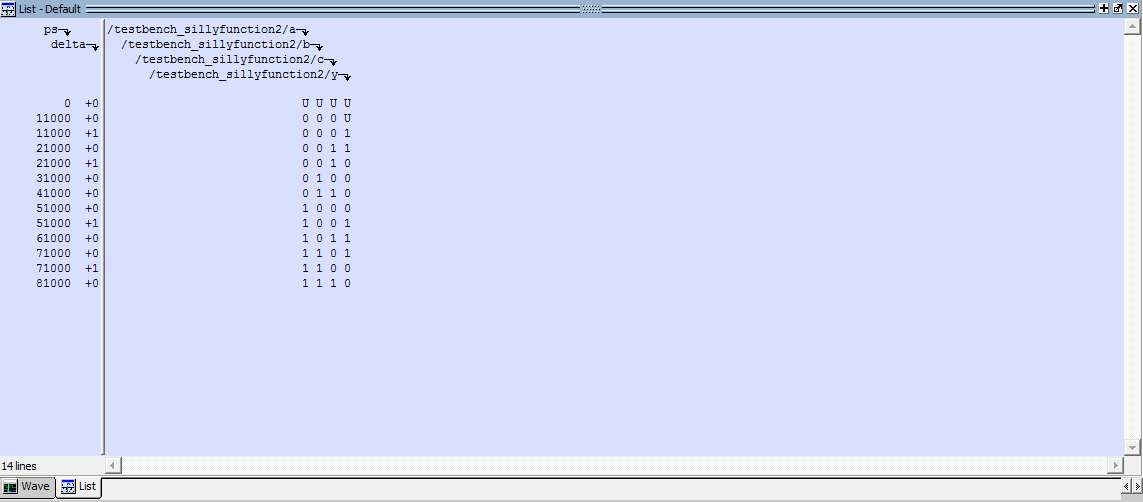 List - Default
ps /testbench_sillyfunction2/a
delta /testbench_sillyfunction2/b
/testbench_sillyfunction2/c
/testbench_sillyfunction2/y
0 +0 U U U U
11000 +0 0 0 0 U
11000 +1 0 0 0 1
21000 +0 0 0 1 1
21000 +1 0 0 1 0
31000 +0 0 1 0 0
41000 +0 0 1 1 0
51000 +0 1 0 0 0
51000 +1 1 0 0 1
61000 +0 1 0 1 1
71000 +0 1 1 0 1
71000 +1 1 1 0 0
81000 +0 1 1 1 0
14 lines
Wave List